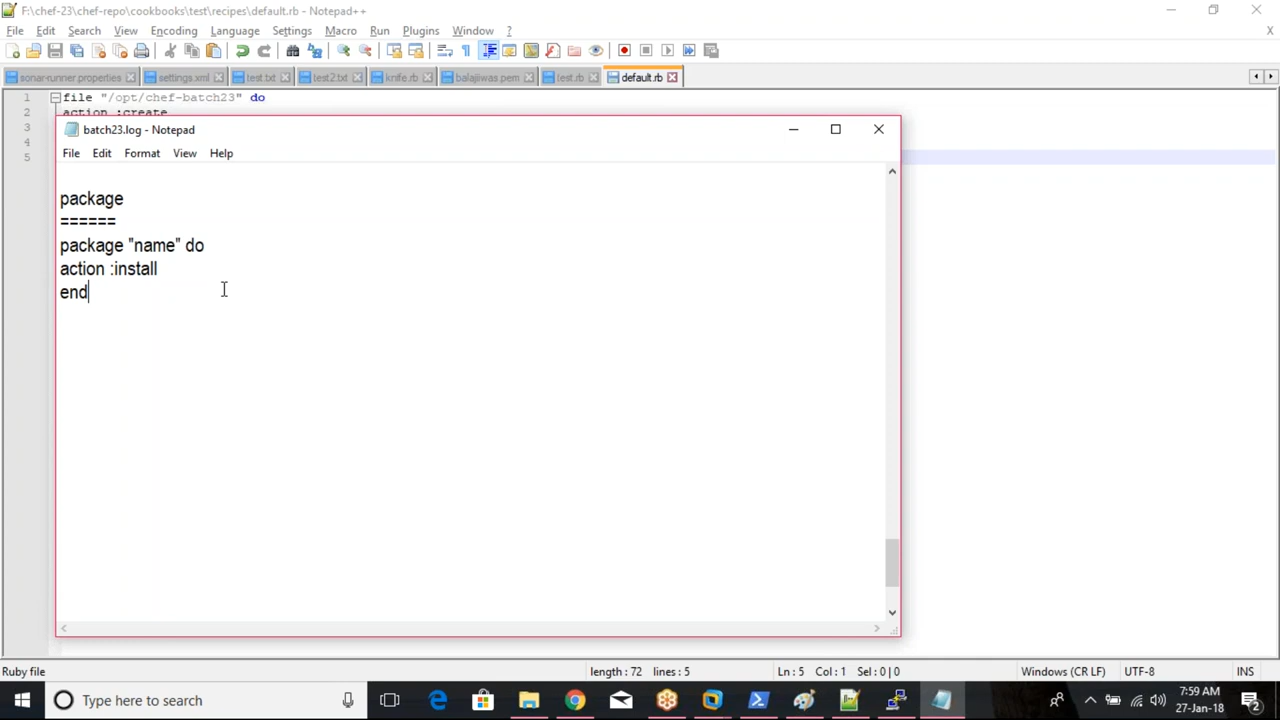 F:\chef-23\chef-repo\cookbooks\test\recipes\default.rb - Notepad++
File Edit Search View Encoding Language Settings Macro Run Plugins Window ?
X
sonar-runner.properties settings.xml test.txt test2.txt knife.rb balajiiwas.pem test.rb default.rb
1 file "/opt/chef-batch23" do
2 action :create
3
4
5
batch23.log - Notepad
File Edit Format View Help
package
======
package "name" do
action :install
end
Ruby file length : 72 lines : 5 Ln : 5 Col : 1 Sel : 0 | 0 Windows (CR LF) UTF-8 INS
Type here to search
7:59 AM
27-Jan-18
2